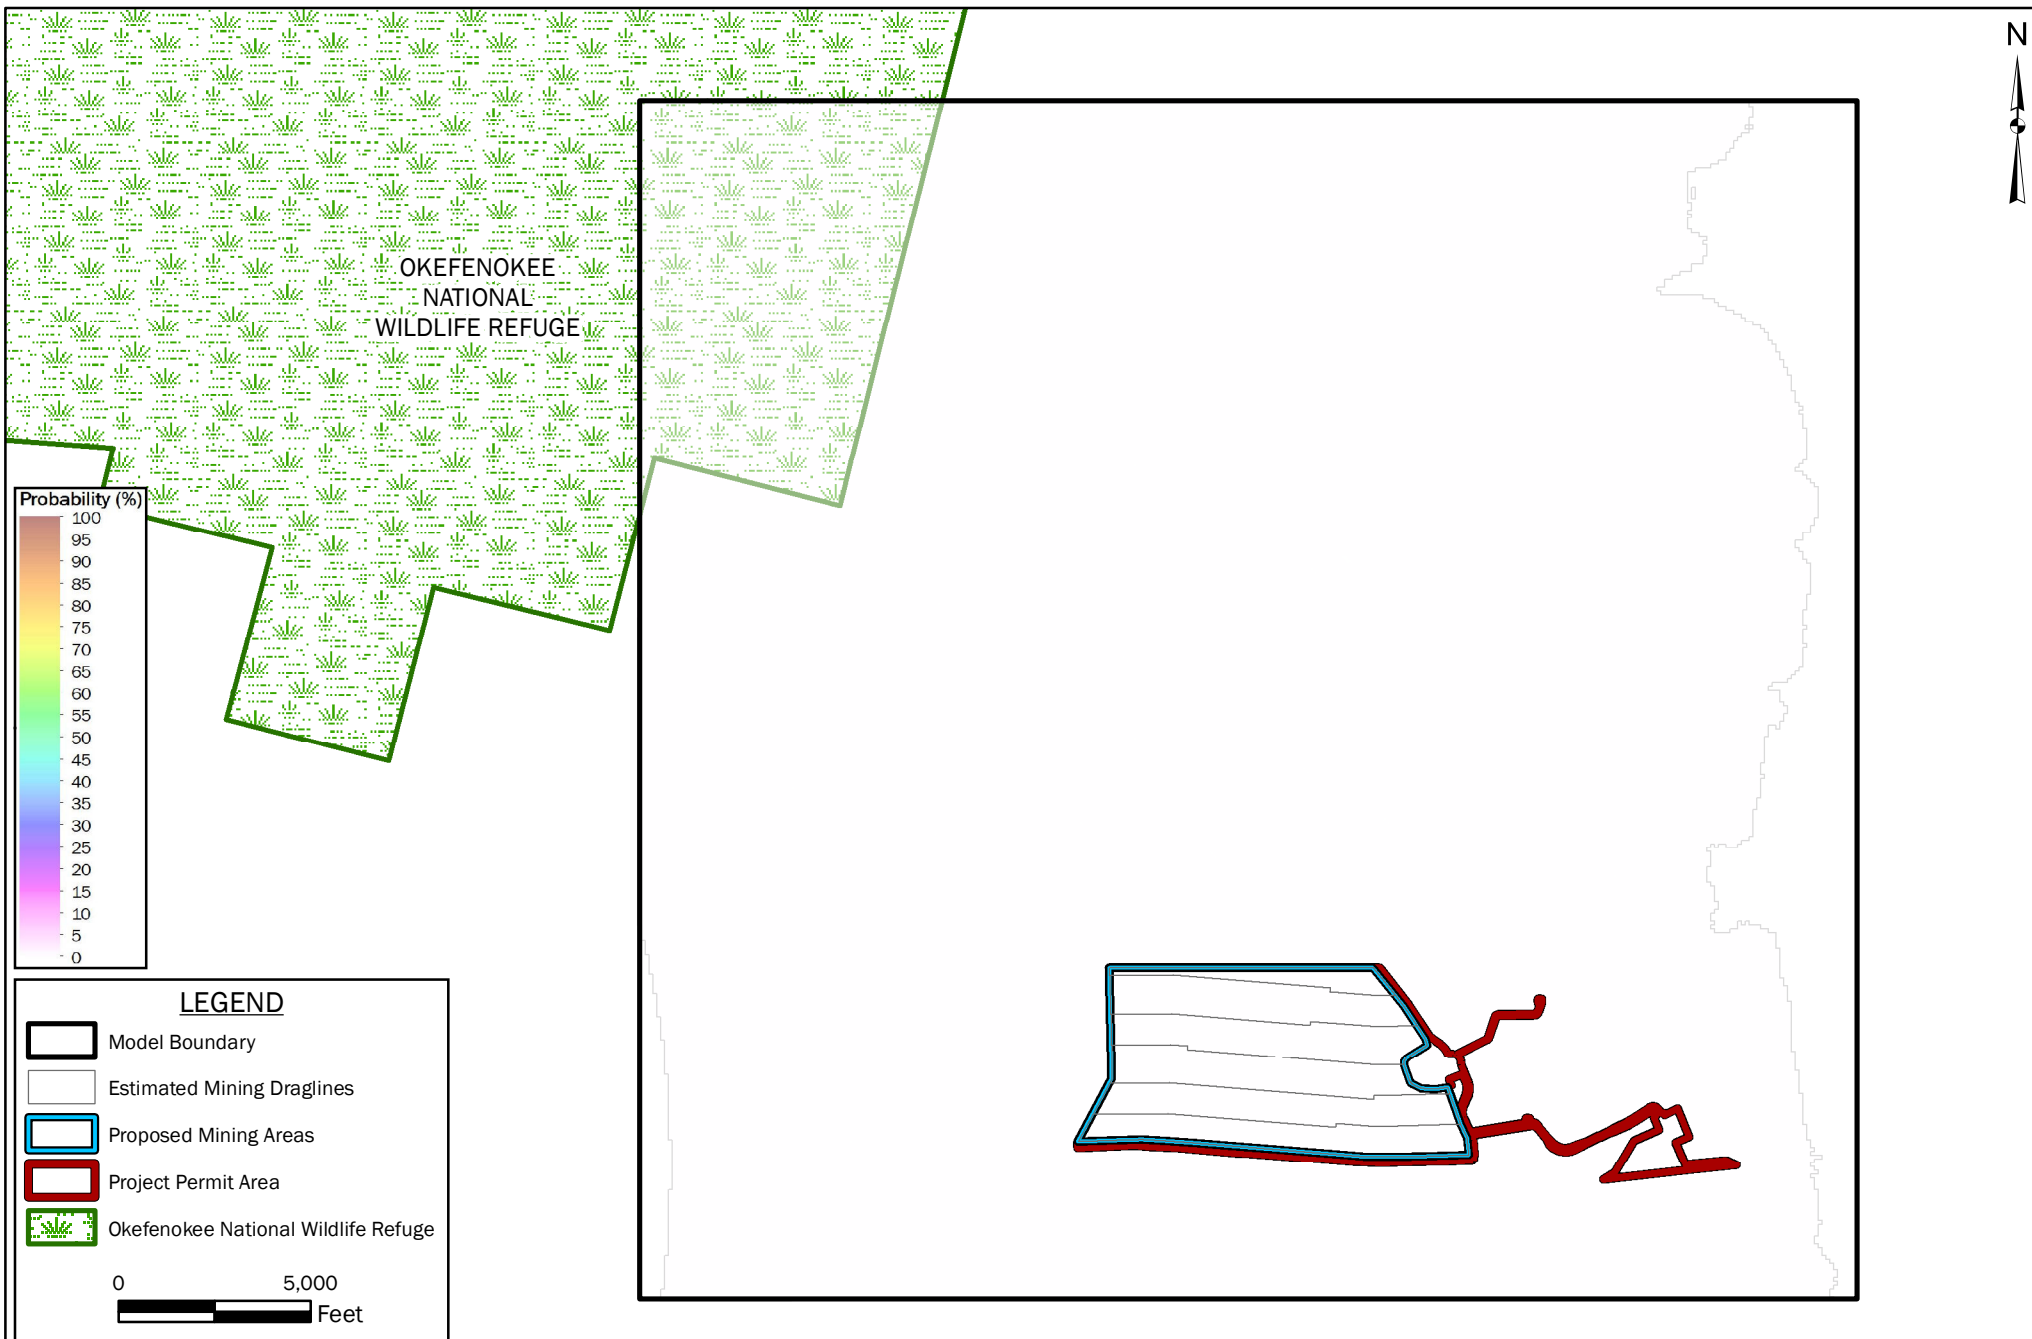 N
OKEFENOKEE
NATIONAL
WILDLIFE REFUGE
Probability (%)
100
95
90
85
80
75
70
65
60
55
50
45
40
35
30
25
20
15
10
5
0
LEGEND
Model Boundary
Estimated Mining Draglines
Proposed Mining Areas
Project Permit Area
Okefenokee National Wildlife Refuge
0 5,000
Feet